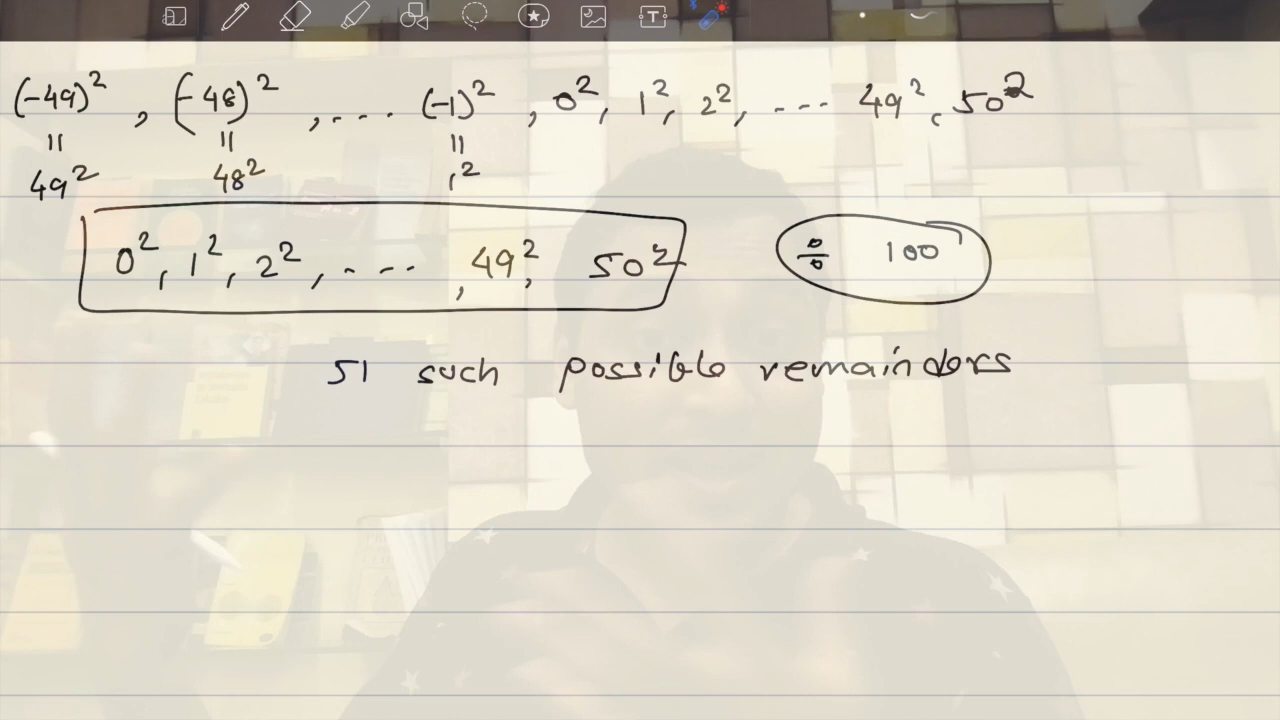 (-49)², (-48)², .... (-1)², 0², 1², 2², .... 49², 50²
|| || ||
49² 48² 1²
0², 1², 2², .... , 49², 50² ÷ 100
51 such possible remainders